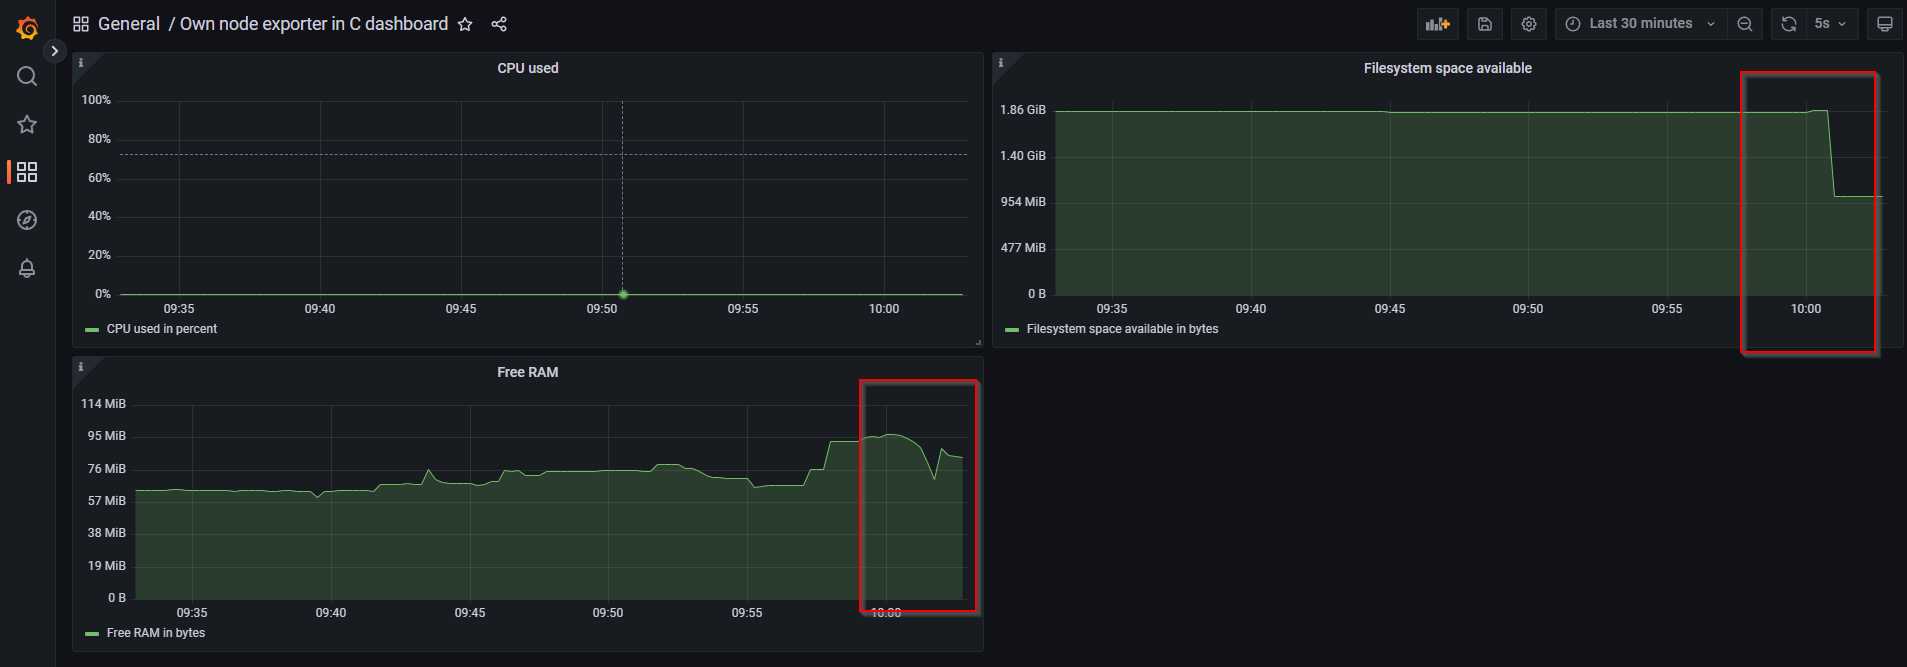 General / Own node exporter in C dashboard
Last 30 minutes
5s
CPU used
100%
80%
60%
40%
20%
0%
09:35 09:40 09:45 09:50 09:55 10:00
CPU used in percent
Filesystem space available
1.86 GiB
1.40 GiB
954 MiB
477 MiB
0 B
09:35 09:40 09:45 09:50 09:55 10:00
Filesystem space available in bytes
Free RAM
114 MiB
95 MiB
76 MiB
57 MiB
38 MiB
19 MiB
0 B
09:35 09:40 09:45 09:50 09:55 10:00
Free RAM in bytes